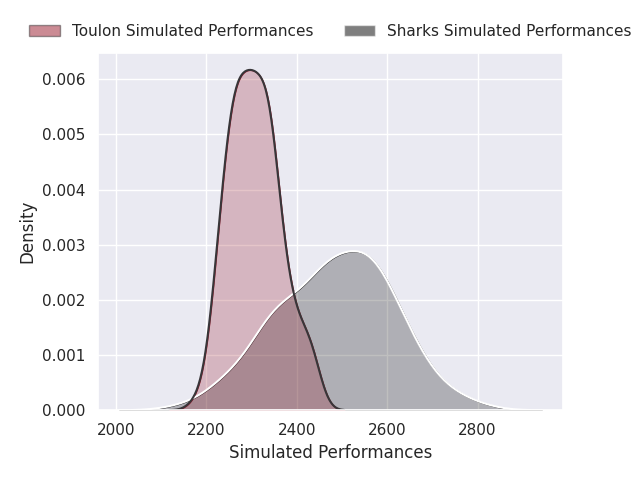 Toulon Simulated Performances Sharks Simulated Performances
0.006
0.005
0.004
0.003
0.002
0.001
0.000
Density
2000 2200 2400 2600 2800
Simulated Performances